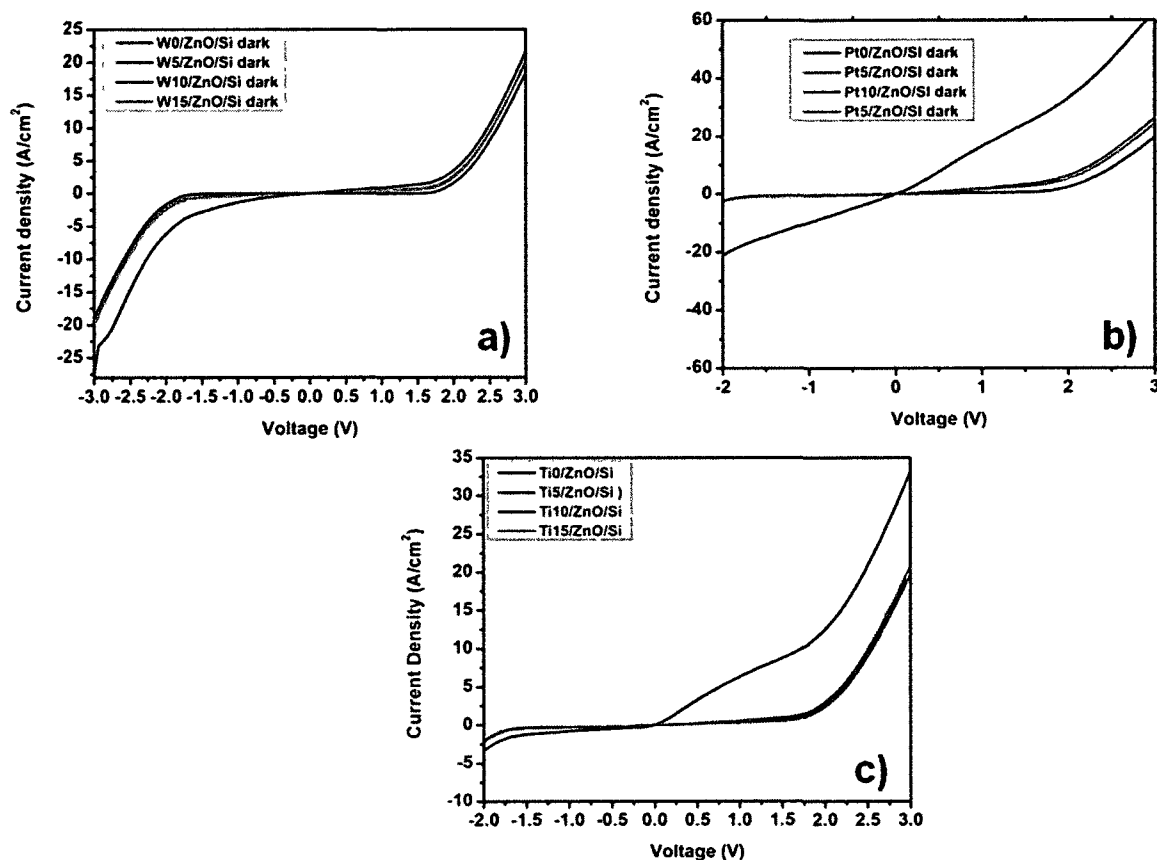 W0/ZnO/Si dark
W5/ZnO/Si dark
W10/ZnO/Si dark
W15/ZnO/Si dark
25
20
15
10
5
0
-5
-10
-15
-20
-25
Current density (A/cm²)
-3.0 -2.5 -2.0 -1.5 -1.0 -0.5 0.0 0.5 1.0 1.5 2.0 2.5 3.0
Voltage (V)
a)
Pt0/ZnO/SI dark
Pt5/ZnO/SI dark
Pt10/ZnO/SI dark
Pt5/ZnO/SI dark
60
40
20
0
-20
-40
-60
Current density (A/cm²)
-2 -1 0 1 2 3
Voltage (V)
b)
Ti0/ZnO/Si
Ti5/ZnO/Si )
Ti10/ZnO/Si
Ti15/ZnO/Si
35
30
25
20
15
10
5
0
-5
-10
Current Density (A/cm²)
-2.0 -1.5 -1.0 -0.5 0.0 0.5 1.0 1.5 2.0 2.5 3.0
Voltage (V)
c)